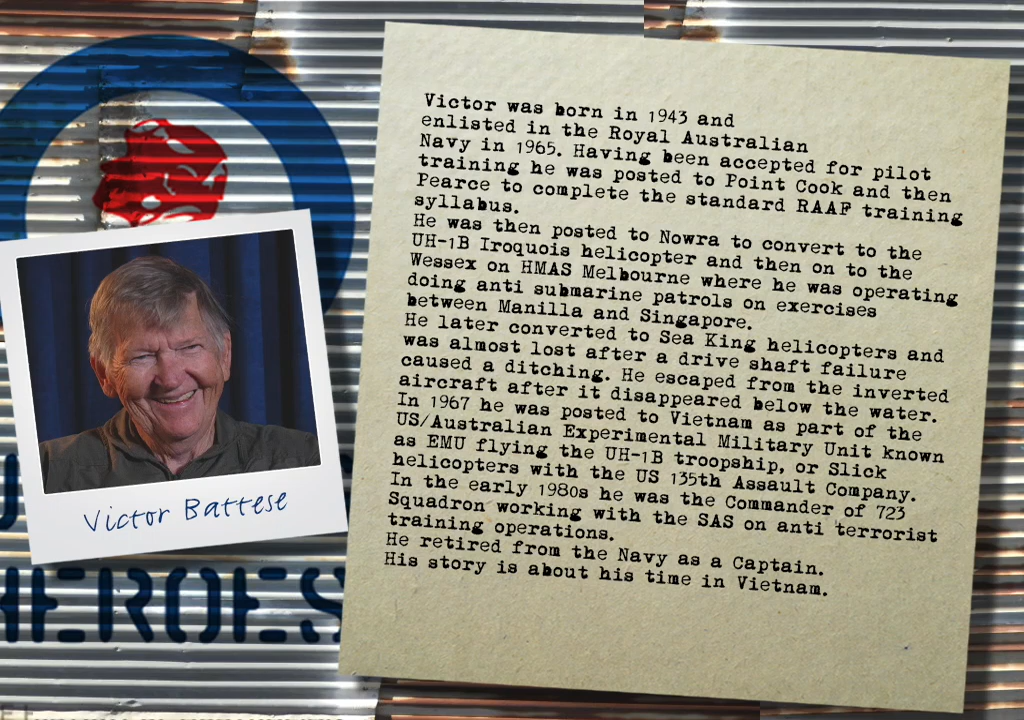 Victor was born in 1943 and
enlisted in the Royal Australian
Navy in 1965. Having been accepted for pilot
training he was posted to Point Cook and then
Pearce to complete the standard RAAF training
syllabus.
He was then posted to Nowra to convert to the
UH-1B Iroquois helicopter and then on to the
Wessex on HMAS Melbourne where he was operating
doing anti submarine patrols on exercises
between Manilla and Singapore.
He later converted to Sea King helicopters and
was almost lost after a drive shaft failure
caused a ditching. He escaped from the inverted
aircraft after it disappeared below the water.
In 1967 he was posted to Vietnam as part of the
US/Australian Experimental Military Unit known
as EMU flying the UH-1B troopship, or Slick
helicopters with the US 135th Assault Company.
In the early 1980s he was the Commander of 723
Squadron working with the SAS on anti terrorist
training operations.
He retired from the Navy as a Captain.
His story is about his time in Vietnam.
Victor Battese
HEROES